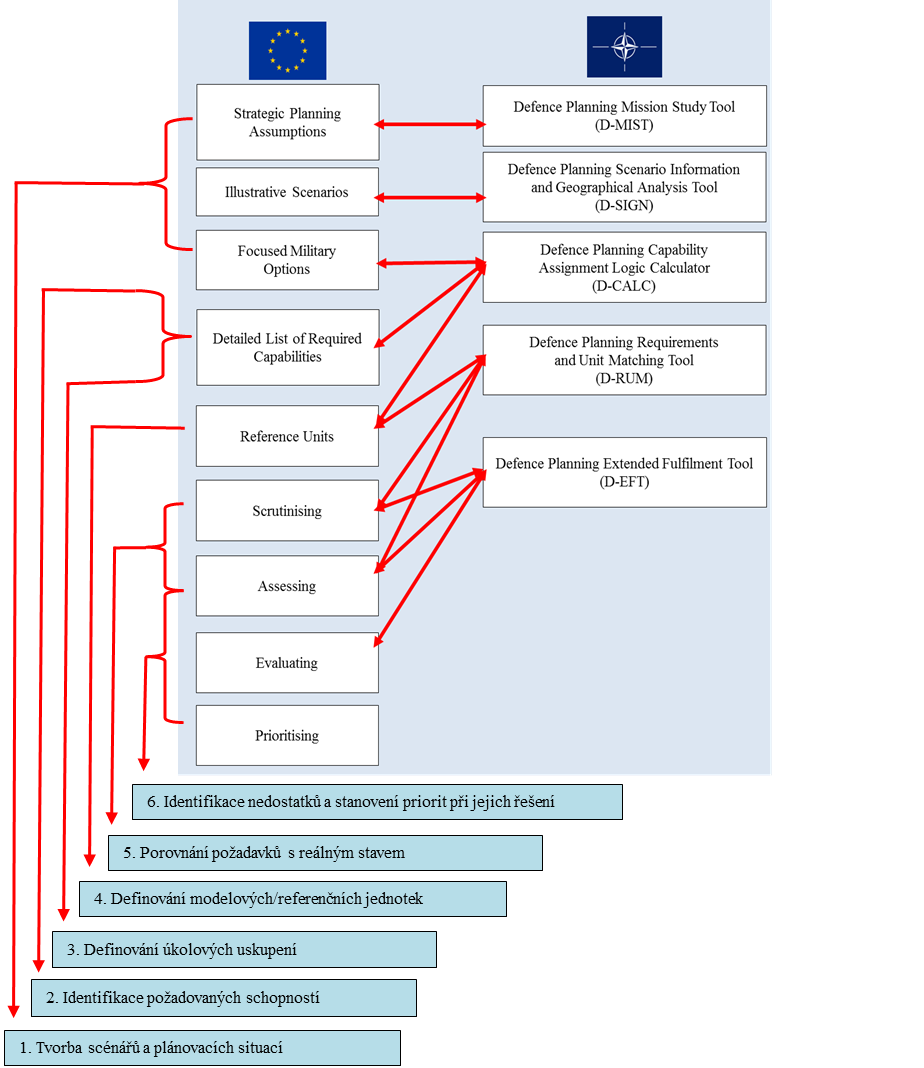 Strategic Planning
Assumptions
Illustrative Scenarios
Focused Military
Options
Detailed List of Required
Capabilities
Reference Units
Scrutinising
Assessing
Evaluating
Prioritising
Defence Planning Mission Study Tool
(D-MIST)
Defence Planning Scenario Information
and Geographical Analysis Tool
(D-SIGN)
Defence Planning Capability
Assignment Logic Calculator
(D-CALC)
Defence Planning Requirements
and Unit Matching Tool
(D-RUM)
Defence Planning Extended Fulfilment Tool
(D-EFT)
6. Identifikace nedostatků a stanovení priorit při jejich řešení
5. Porovnání požadavků s reálným stavem
4. Definování modelových/referenčních jednotek
3. Definování úkolových uskupení
2. Identifikace požadovaných schopností
1. Tvorba scénářů a plánovacích situací